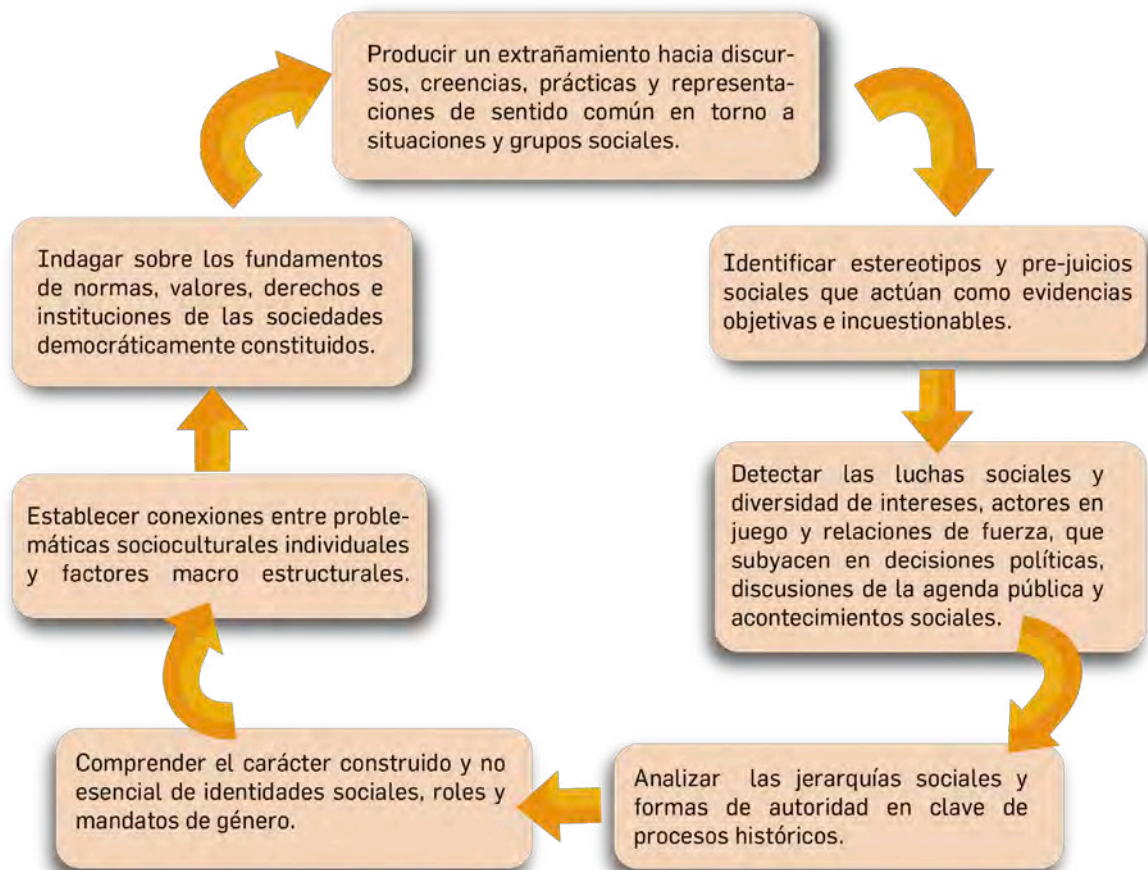 Producir un extrañamiento hacia discur-
sos, creencias, prácticas y representa-
ciones de sentido común en torno a
situaciones y grupos sociales.
Identificar estereotipos y pre-juicios
sociales que actúan como evidencias
objetivas e incuestionables.
Detectar las luchas sociales y
diversidad de intereses, actores en
juego y relaciones de fuerza, que
subyacen en decisiones políticas,
discusiones de la agenda pública y
acontecimientos sociales.
Analizar las jerarquías sociales y
formas de autoridad en clave de
procesos históricos.
Comprender el carácter construido y no
esencial de identidades sociales, roles y
mandatos de género.
Establecer conexiones entre proble-
máticas socioculturales individuales
y factores macro estructurales.
Indagar sobre los fundamentos
de normas, valores, derechos e
instituciones de las sociedades
democráticamente constituidos.